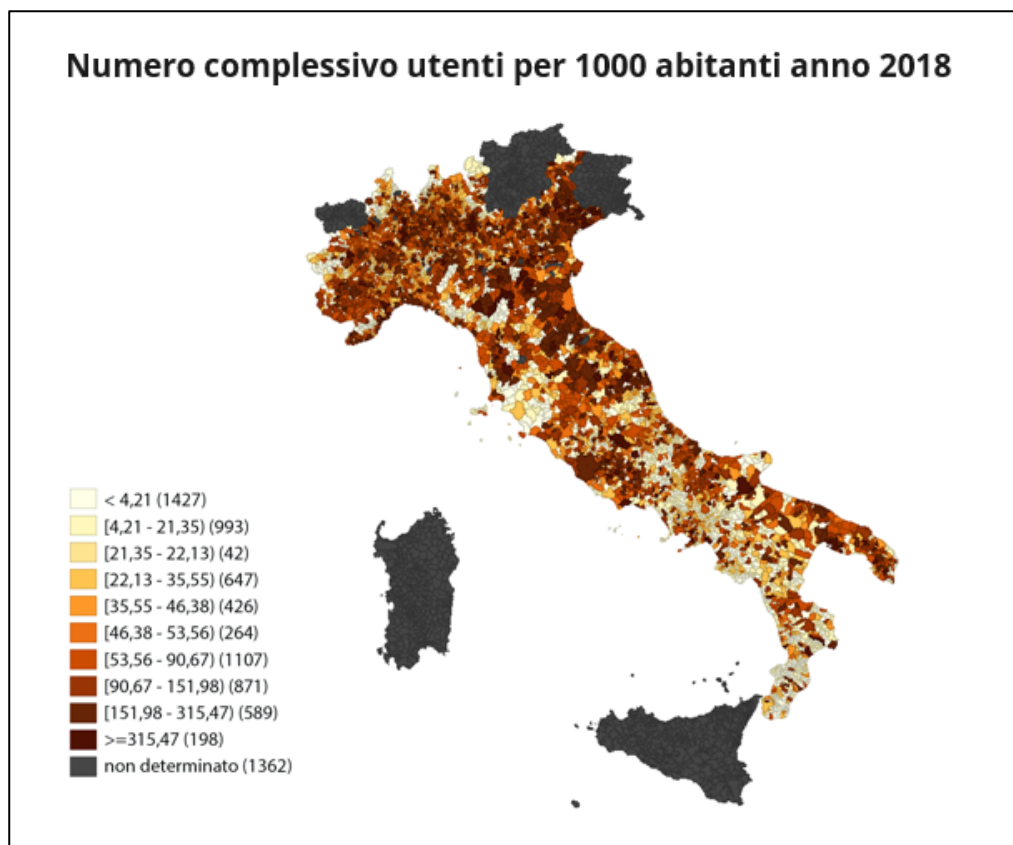 Numero complessivo utenti per 1000 abitanti anno 2018
< 4,21 (1427)
[4,21 - 21,35) (993)
[21,35 - 22,13) (42)
[22,13 - 35,55) (647)
[35,55 - 46,38) (426)
[46,38 - 53,56) (264)
[53,56 - 90,67) (1107)
[90,67 - 151,98) (871)
[151,98 - 315,47) (589)
>=315,47 (198)
non determinato (1362)